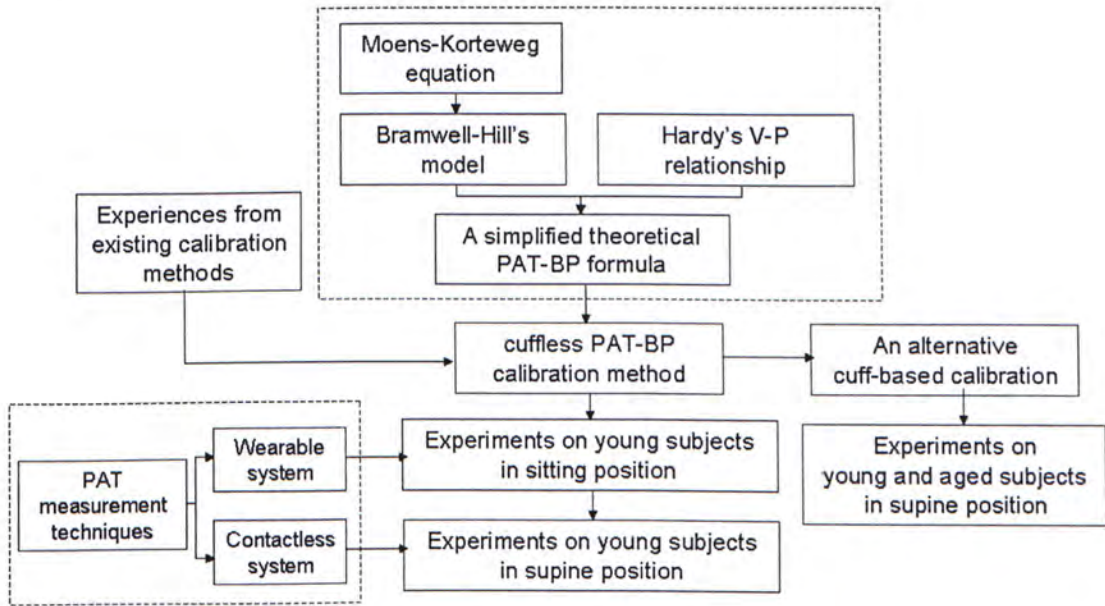 Moens-Korteweg
equation
Bramwell-Hill's
model
Hardy's V-P
relationship
Experiences from
existing calibration
methods
A simplified theoretical
PAT-BP formula
cuffless PAT-BP
calibration method
An alternative
cuff-based calibration
PAT
measurement
techniques
Wearable
system
Experiments on young subjects
in sitting position
Experiments on
young and aged subjects
in supine position
Contactless
system
Experiments on young subjects
in supine position